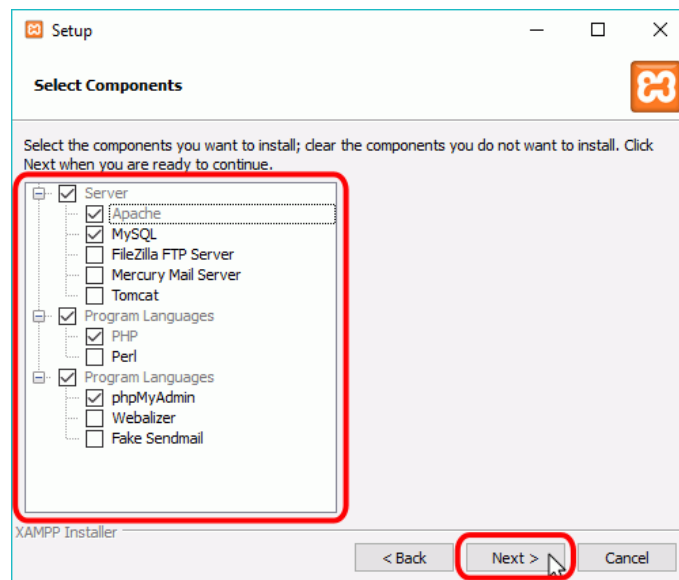 Setup
Select Components
Select the components you want to install; clear the components you do not want to install. Click
Next when you are ready to continue.
Server
Apache
MySQL
FileZilla FTP Server
Mercury Mail Server
Tomcat
Program Languages
PHP
Perl
Program Languages
phpMyAdmin
Webalizer
Fake Sendmail
XAMPP Installer
< Back
Next >
Cancel